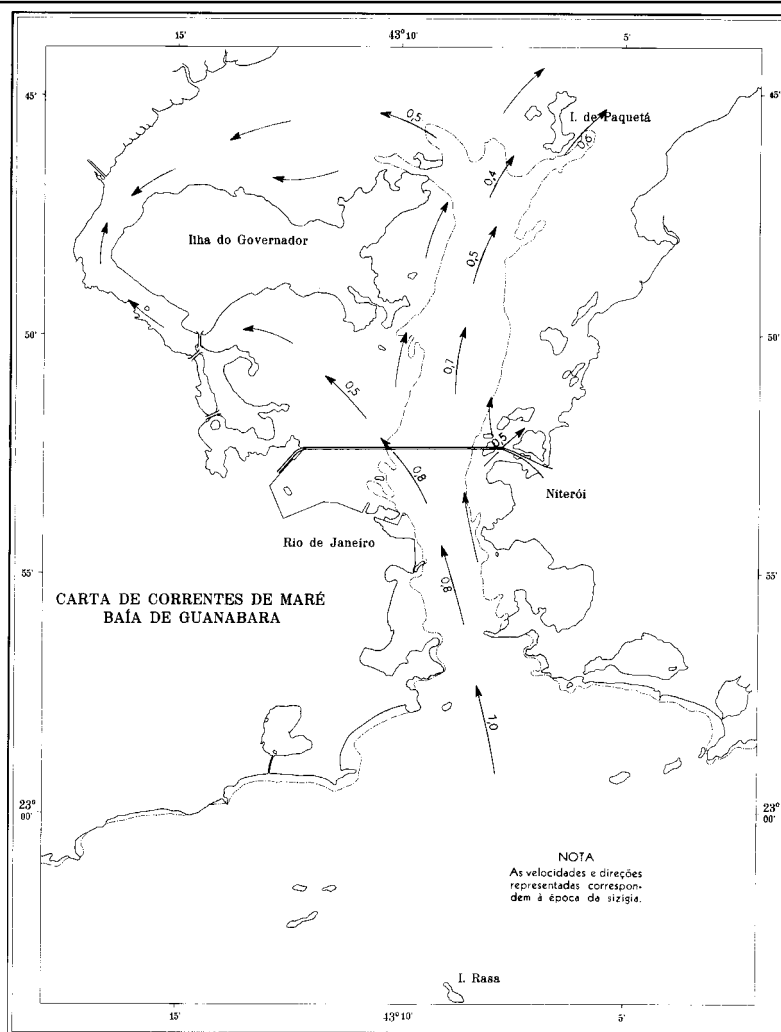 15'
43°10'
5'
45'
45'
I. de Paquetá
0,5
0,6
0,4
Ilha do Governador
0,5
50'
50'
0,7
0,5
0,5
0,8
Niterói
Rio de Janeiro
55'
55'
0,8
CARTA DE CORRENTES DE MARÉ
BAÍA DE GUANABARA
1,0
23°
00'
23°
00'
NOTA
As velocidades e direções
representadas correspon-
dem à época da sizígia.
I. Rasa
15'
43°10'
5'